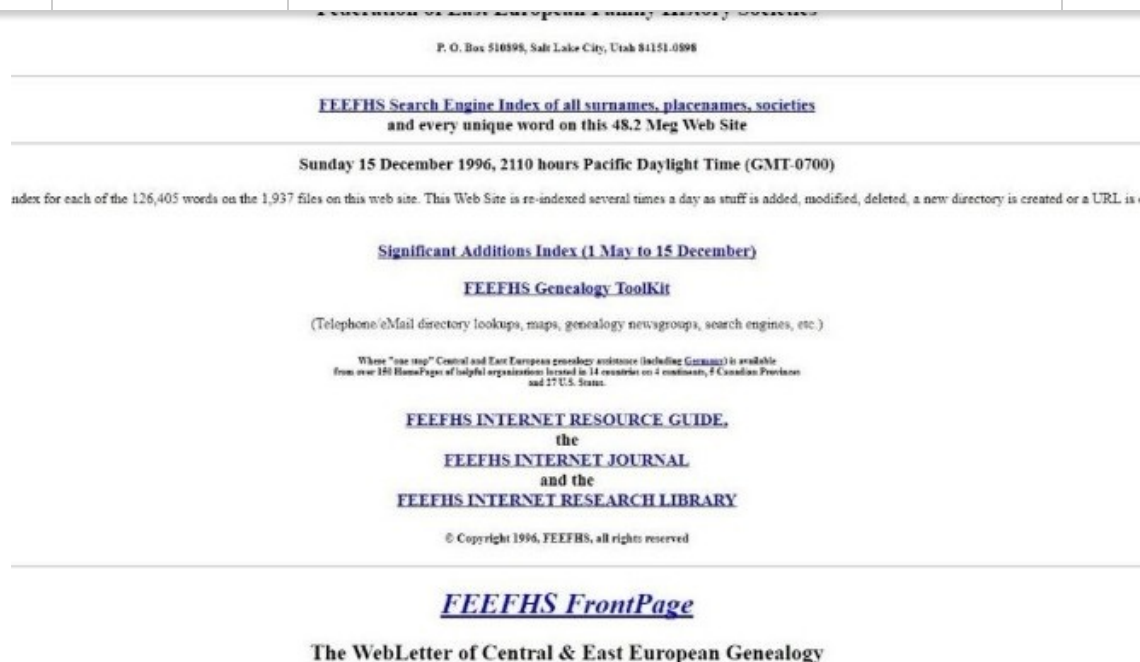 Federation of East European Family History Societies
P. O. Box 510898, Salt Lake City, Utah 84151-0898
FEEFHS Search Engine Index of all surnames, placenames, societies
and every unique word on this 48.2 Meg Web Site
Sunday 15 December 1996, 2110 hours Pacific Daylight Time (GMT-0700)
ndex for each of the 126,405 words on the 1,937 files on this web site. This Web Site is re-indexed several times a day as stuff is added, modified, deleted, a new directory is created or a URL is
Significant Additions Index (1 May to 15 December)
FEEFHS Genealogy ToolKit
(Telephone/eMail directory lookups, maps, genealogy newsgroups, search engines, etc.)
Where "one stop" Central and East European genealogy assistance (including Germany) is available
from over 150 HomePages of helpful organizations located in 14 countries on 4 continents, 5 Canadian Provinces
and 27 U.S. States.
FEEFHS INTERNET RESOURCE GUIDE,
the
FEEFHS INTERNET JOURNAL
and the
FEEFHS INTERNET RESEARCH LIBRARY
© Copyright 1996, FEEFHS, all rights reserved
FEEFHS FrontPage
The WebLetter of Central & East European Genealogy